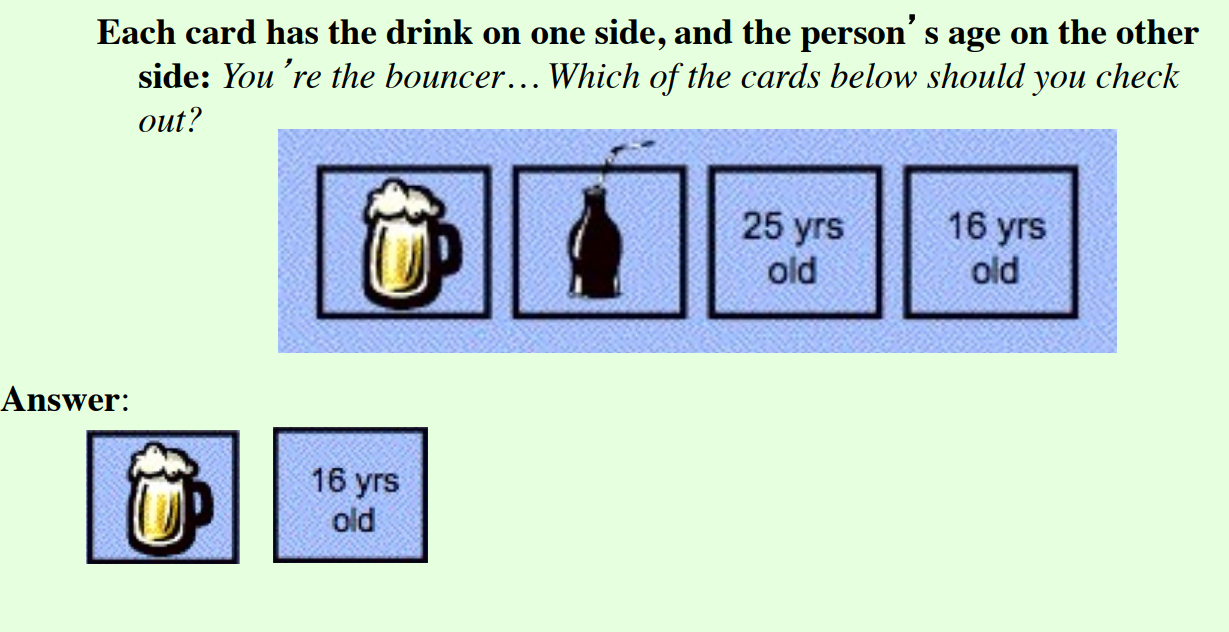 Each card has the drink on one side, and the person’s age on the other
side: You’re the bouncer… Which of the cards below should you check
out?
25 yrs
old
16 yrs
old
Answer:
16 yrs
old